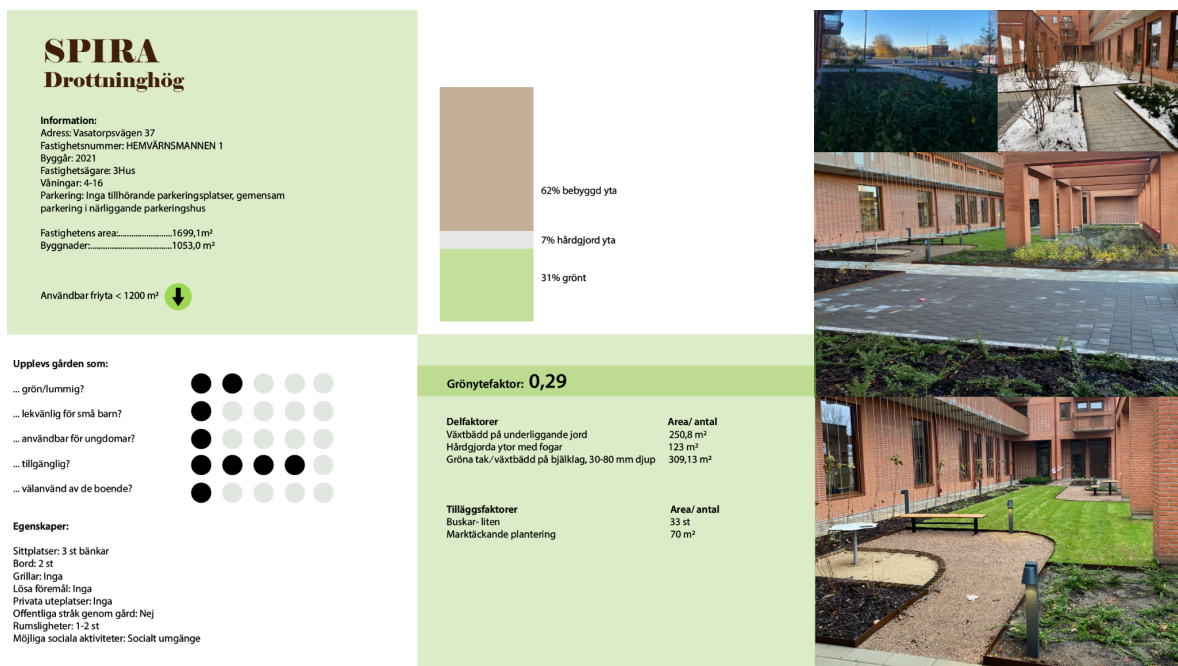 SPIRA
Drottninghög
Information:
Adress: Vasatorpsvägen 37
Fastighetsnummer: HEMVÄRNSMANNEN 1
Byggår: 2021
Fastighetsägare: 3Hus
Våningar: 4-16
Parkering: Inga tillhörande parkeringsplatser, gemensam
parkering i närliggande parkeringshus
Fastighetens area:........................1699,1m²
Byggnader:.....................................1053,0 m²
Användbar friyta < 1200 m²
62% bebyggd yta
7% hårdgjord yta
31% grönt
Upplevs gården som:
... grön/lummig?
... lekvänlig för små barn?
... användbar för ungdomar?
... tillgänglig?
... välanvänd av de boende?
Egenskaper:
Sittplatser: 3 st bänkar
Bord: 2 st
Grillar: Inga
Lösa föremål: Inga
Privata uteplatser: Inga
Offentliga stråk genom gård: Nej
Rumsligheter: 1-2 st
Möjliga sociala aktiviteter: Socialt umgänge
Grönytefaktor: 0,29
Delfaktorer Area/ antal
Växtbädd på underliggande jord 250,8 m²
Hårdgjorda ytor med fogar 123 m²
Gröna tak/växtbädd på bjälklag, 30-80 mm djup 309,13 m²
Tilläggsfaktorer Area/ antal
Buskar- liten 33 st
Marktäckande plantering 70 m²